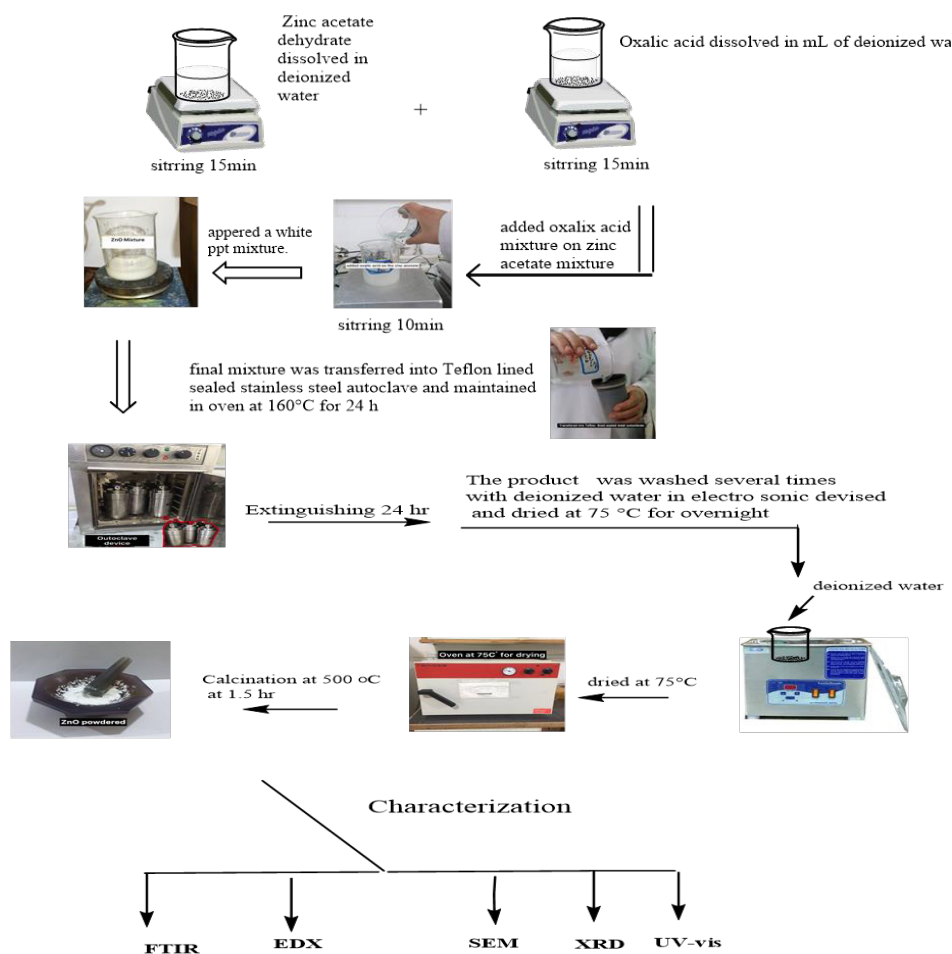 Zinc acetate
dehydrate
dissolved in
deionized
water
Oxalic acid dissolved in mL of deionized wa
+
sitrring 15min
sitrring 15min
added oxalix acid
mixture on zinc
acetate mixture
appered a white
ppt mixture.
ZnO Mixture
sitrring 10min
final mixture was transferred into Teflon lined
sealed stainless steel autoclave and maintained
in oven at 160°C for 24 h
Outoclave
device
Extinguishing 24 hr
The product was washed several times
with deionized water in electro sonic devised
and dried at 75 °C for overnight
deionized water
dried at 75°C
Oven at 75C° for drying
Calcination at 500 oC
at 1.5 hr
ZnO powdered
Characterization
FTIR
EDX
SEM
XRD
UV-vis